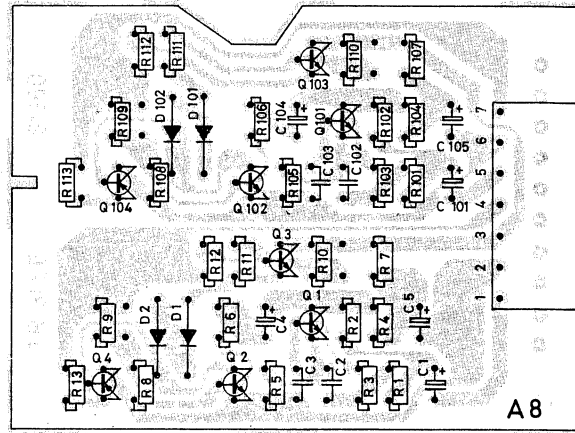 R112
R111
Q103
R110
R107
R109
D102
D101
R106
C104
Q101
R102
R104
C105
R113
Q104
R108
Q102
R105
C103
C102
R103
R101
C101
7
6
5
4
3
2
1
R12
R11
Q3
R10
R7
R9
D2
D1
R6
C4
Q1
R2
R4
C5
R13
Q4
R8
Q2
R5
C3
C2
R3
R1
C1
A8